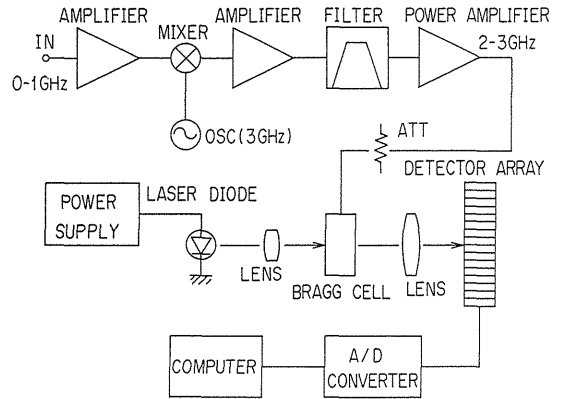 AMPLIFIER
AMPLIFIER
FILTER
POWER AMPLIFIER
MIXER
IN
2-3GHz
0-1GHz
OSC(3GHz)
ATT
DETECTOR ARRAY
POWER
SUPPLY
LASER DIODE
LENS
BRAGG CELL
LENS
COMPUTER
A/D
CONVERTER